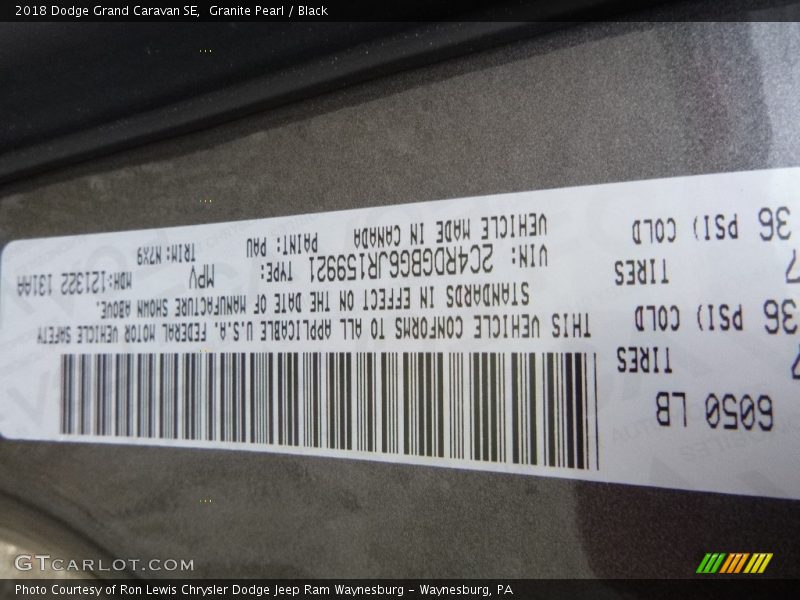 2018 Dodge Grand Caravan SE, Granite Pearl / Black
6050 LB
TIRES
36 PSI) COLD
TIRES
36 PSI) COLD
THIS VEHICLE CONFORMS TO ALL APPLICABLE U.S.A. FEDERAL MOTOR VEHICLE SAFETY
STANDARDS IN EFFECT ON THE DATE OF MANUFACTURE SHOWN ABOVE.
VIN: 2C4RDGBG6JR159921 TYPE: MPV MDH:121322 131AA
VEHICLE MADE IN CANADA PAINT: PAU TRIM: M7X9
GTCARLOT.COM
Photo Courtesy of Ron Lewis Chrysler Dodge Jeep Ram Waynesburg – Waynesburg, PA